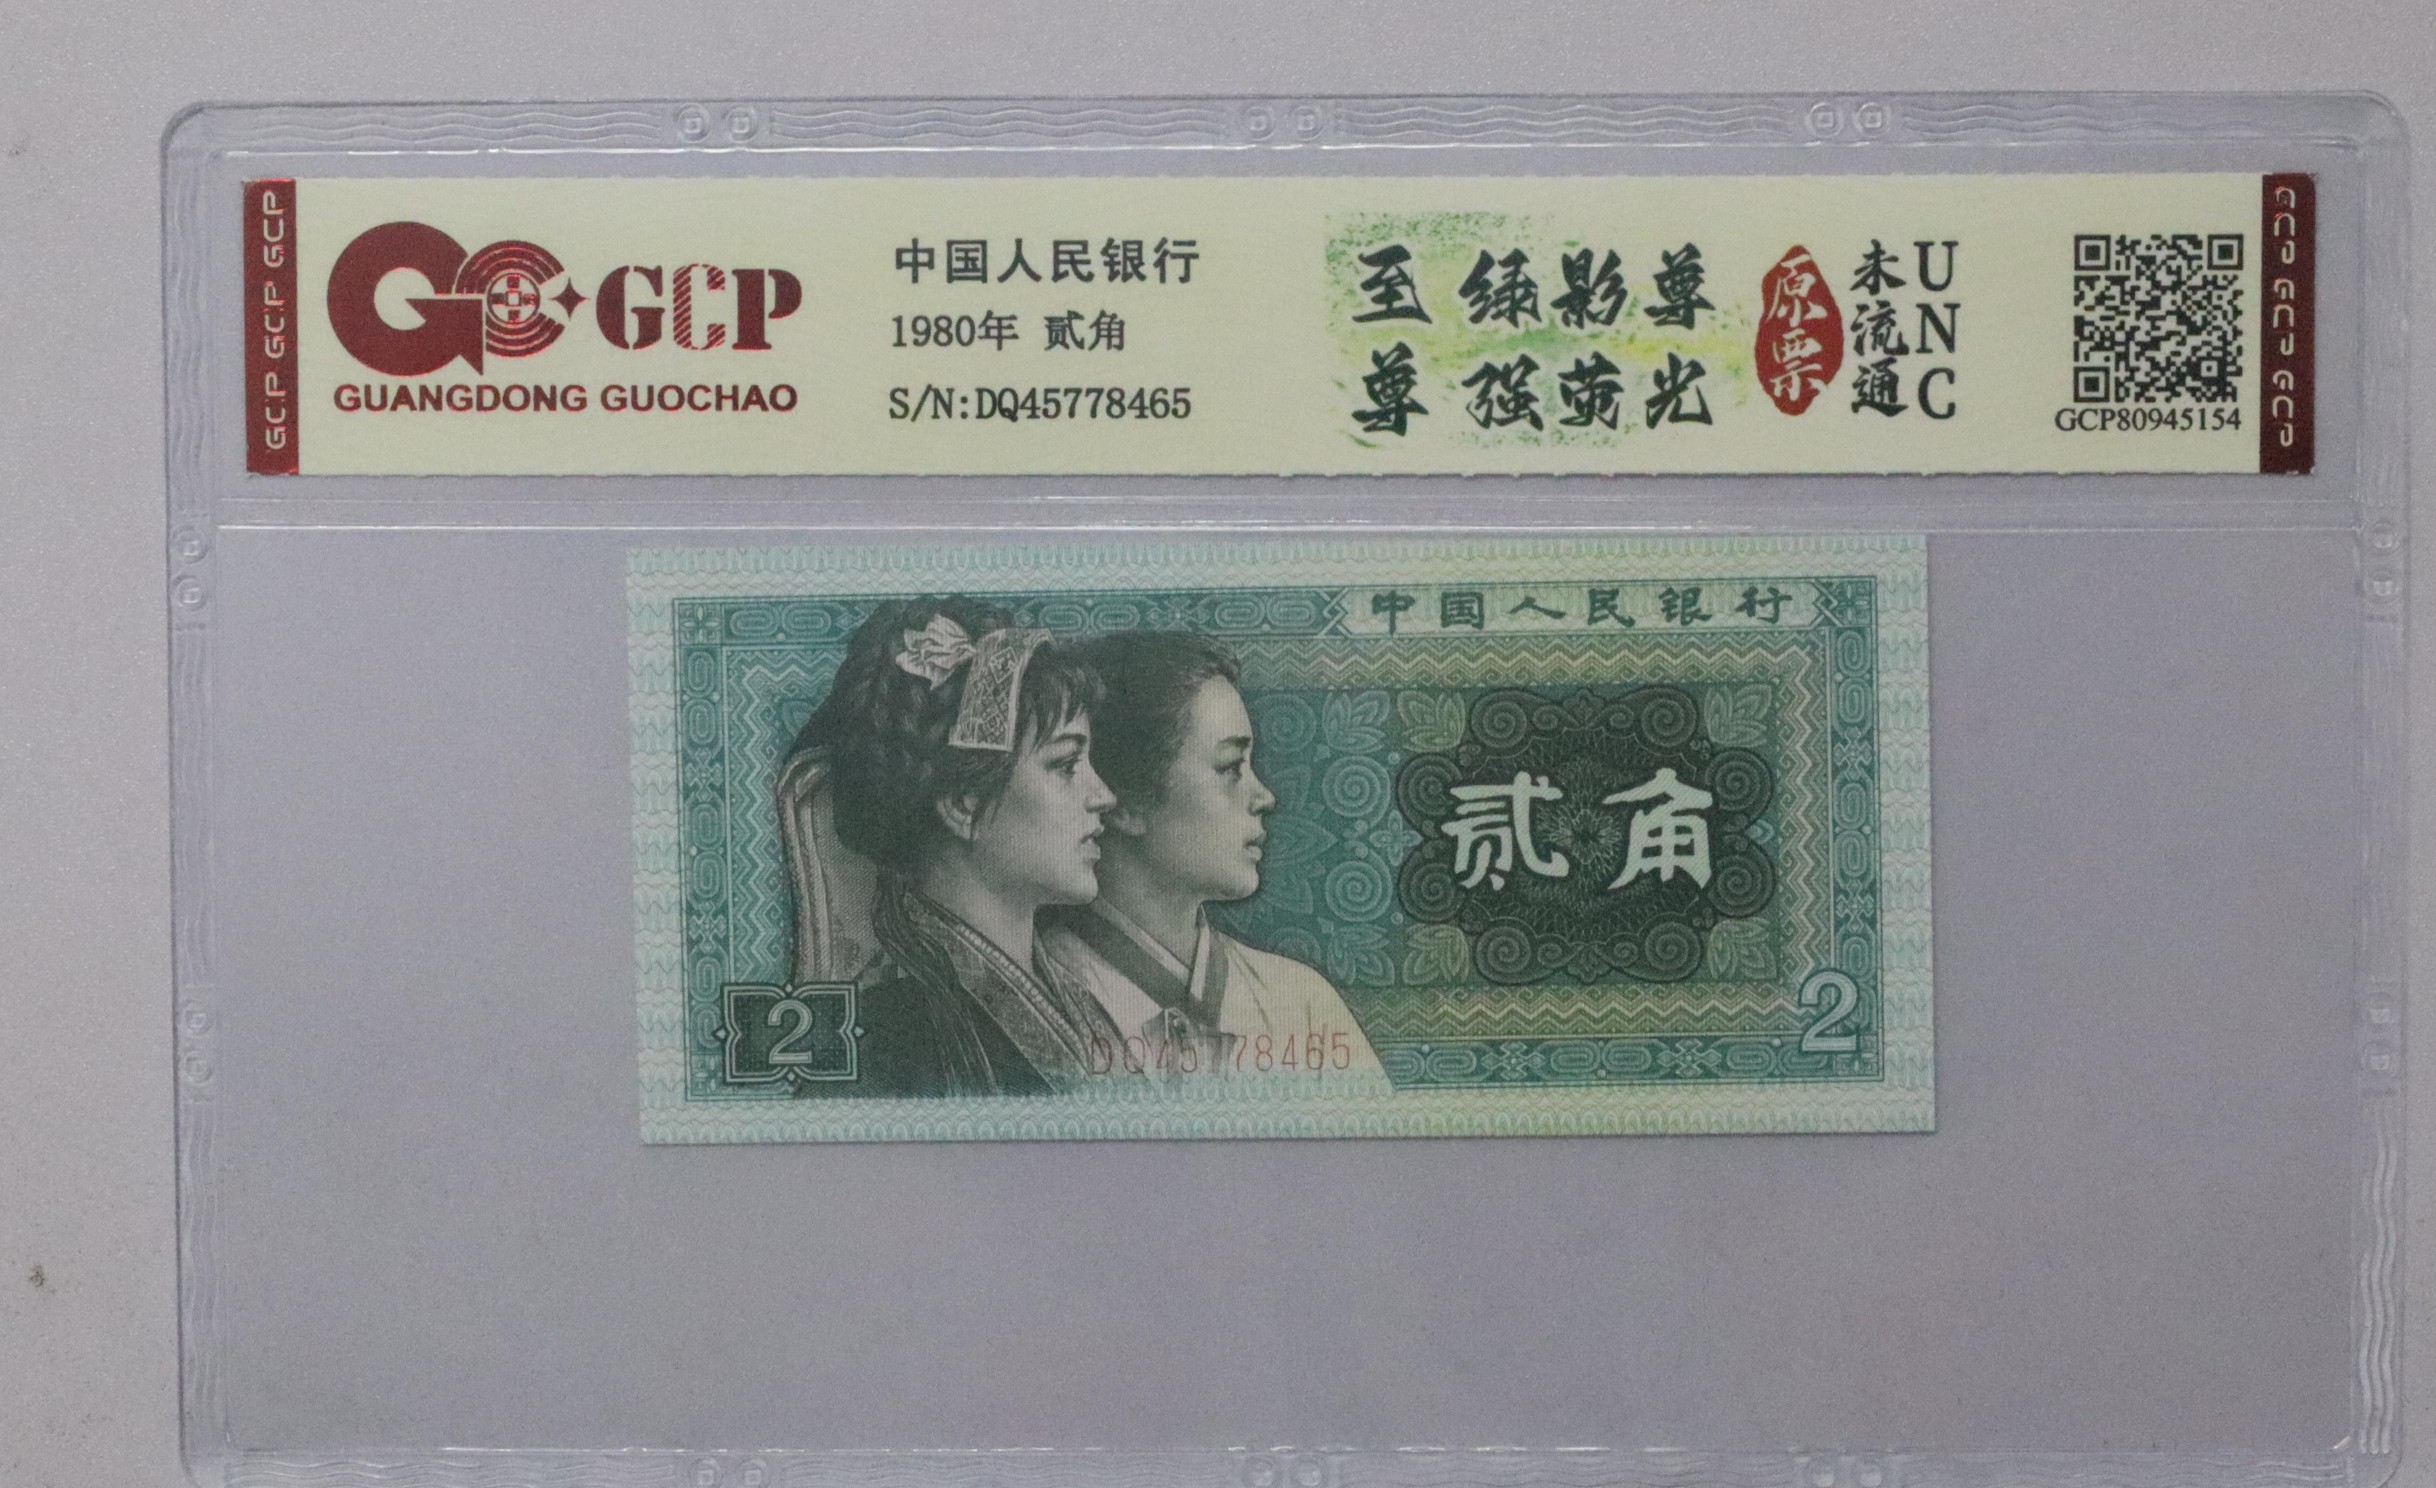 GCP GCP GCP
GCP
GUANGDONG GUOCHAO
中国人民银行
1980年 贰角
S/N:DQ45778465
至尊
绿影尊
强荧光
原票
未流通
UNC
GCP80945154
GCP GCP GCP
中国人民银行
贰角
2
2
DQ45778465